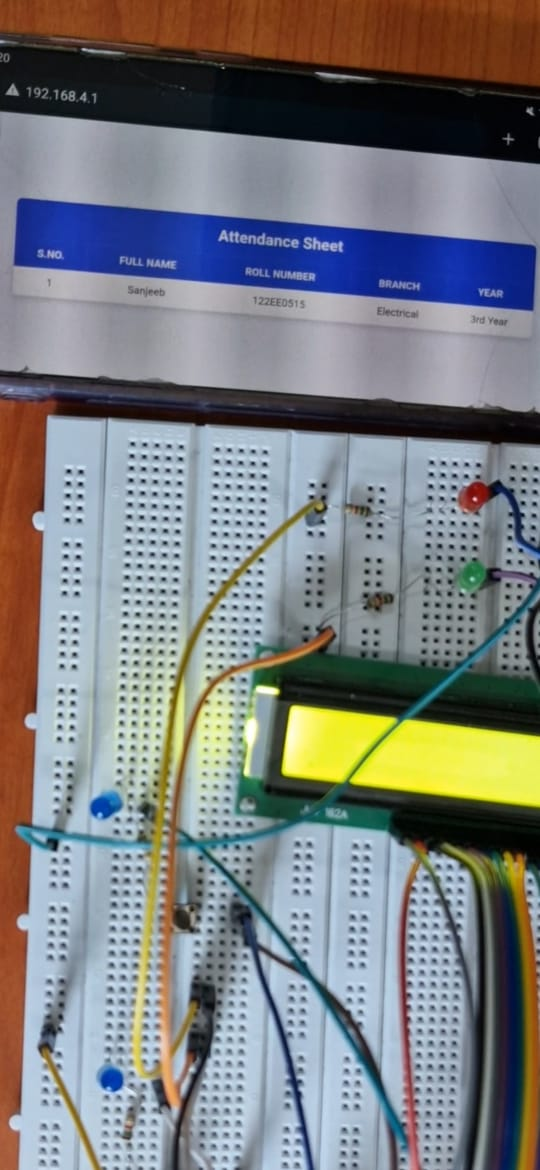 20
192.168.4.1
Attendance Sheet
S.NO. FULL NAME ROLL NUMBER BRANCH YEAR
1 Sanjeeb 122EE0515 Electrical 3rd Year